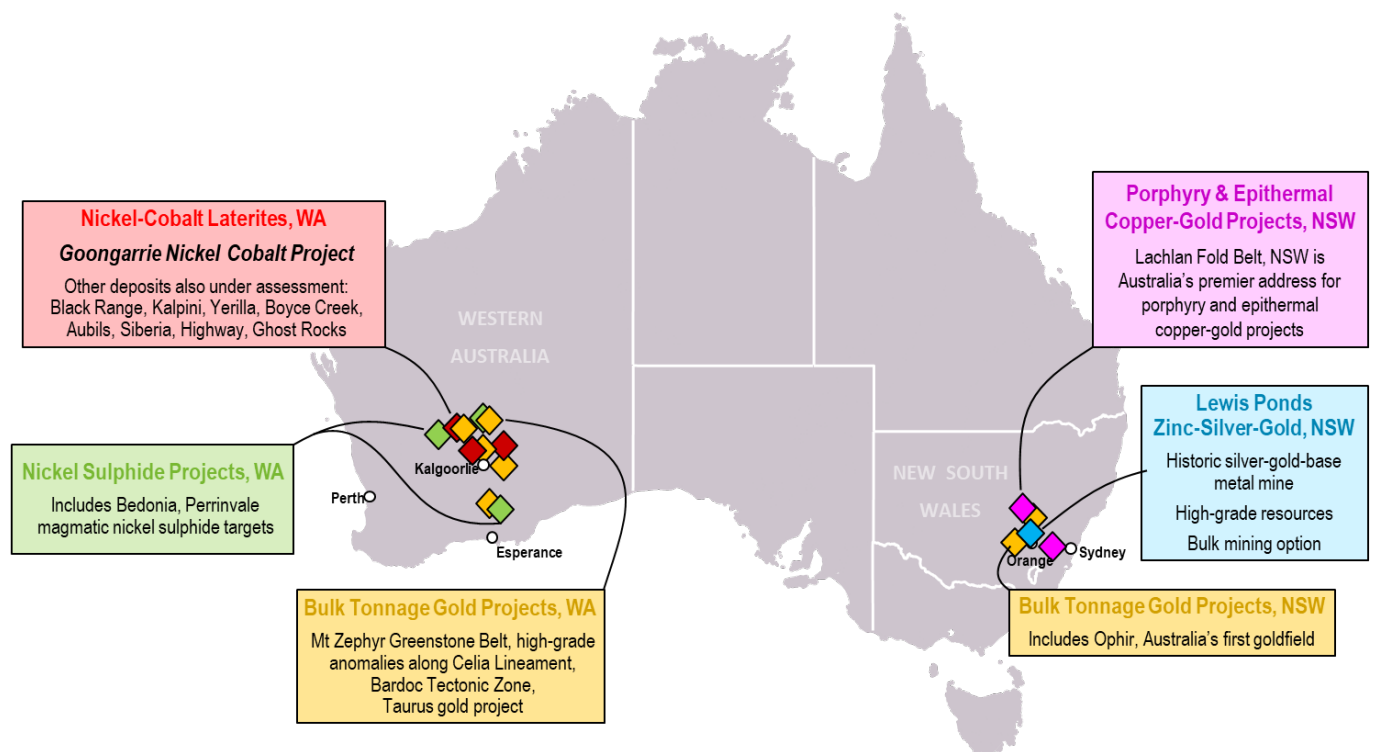 Nickel-Cobalt Laterites, WA
Goongarrie Nickel Cobalt Project
Other deposits also under assessment:
Black Range, Kalpini, Yerilla, Boyce Creek,
Aubils, Siberia, Highway, Ghost Rocks
Nickel Sulphide Projects, WA
Includes Bedonia, Perrinvale
magmatic nickel sulphide targets
Bulk Tonnage Gold Projects, WA
Mt Zephyr Greenstone Belt, high-grade
anomalies along Celia Lineament,
Bardoc Tectonic Zone,
Taurus gold project
WESTERN
AUSTRALIA
Kalgoorlie
Perth
Esperance
NEW SOUTH
WALES
Orange
Sydney
Porphyry & Epithermal
Copper-Gold Projects, NSW
Lachlan Fold Belt, NSW is
Australia's premier address for
porphyry and epithermal
copper-gold projects
Lewis Ponds
Zinc-Silver-Gold, NSW
Historic silver-gold-base
metal mine
High-grade resources
Bulk mining option
Bulk Tonnage Gold Projects, NSW
Includes Ophir, Australia's first goldfield